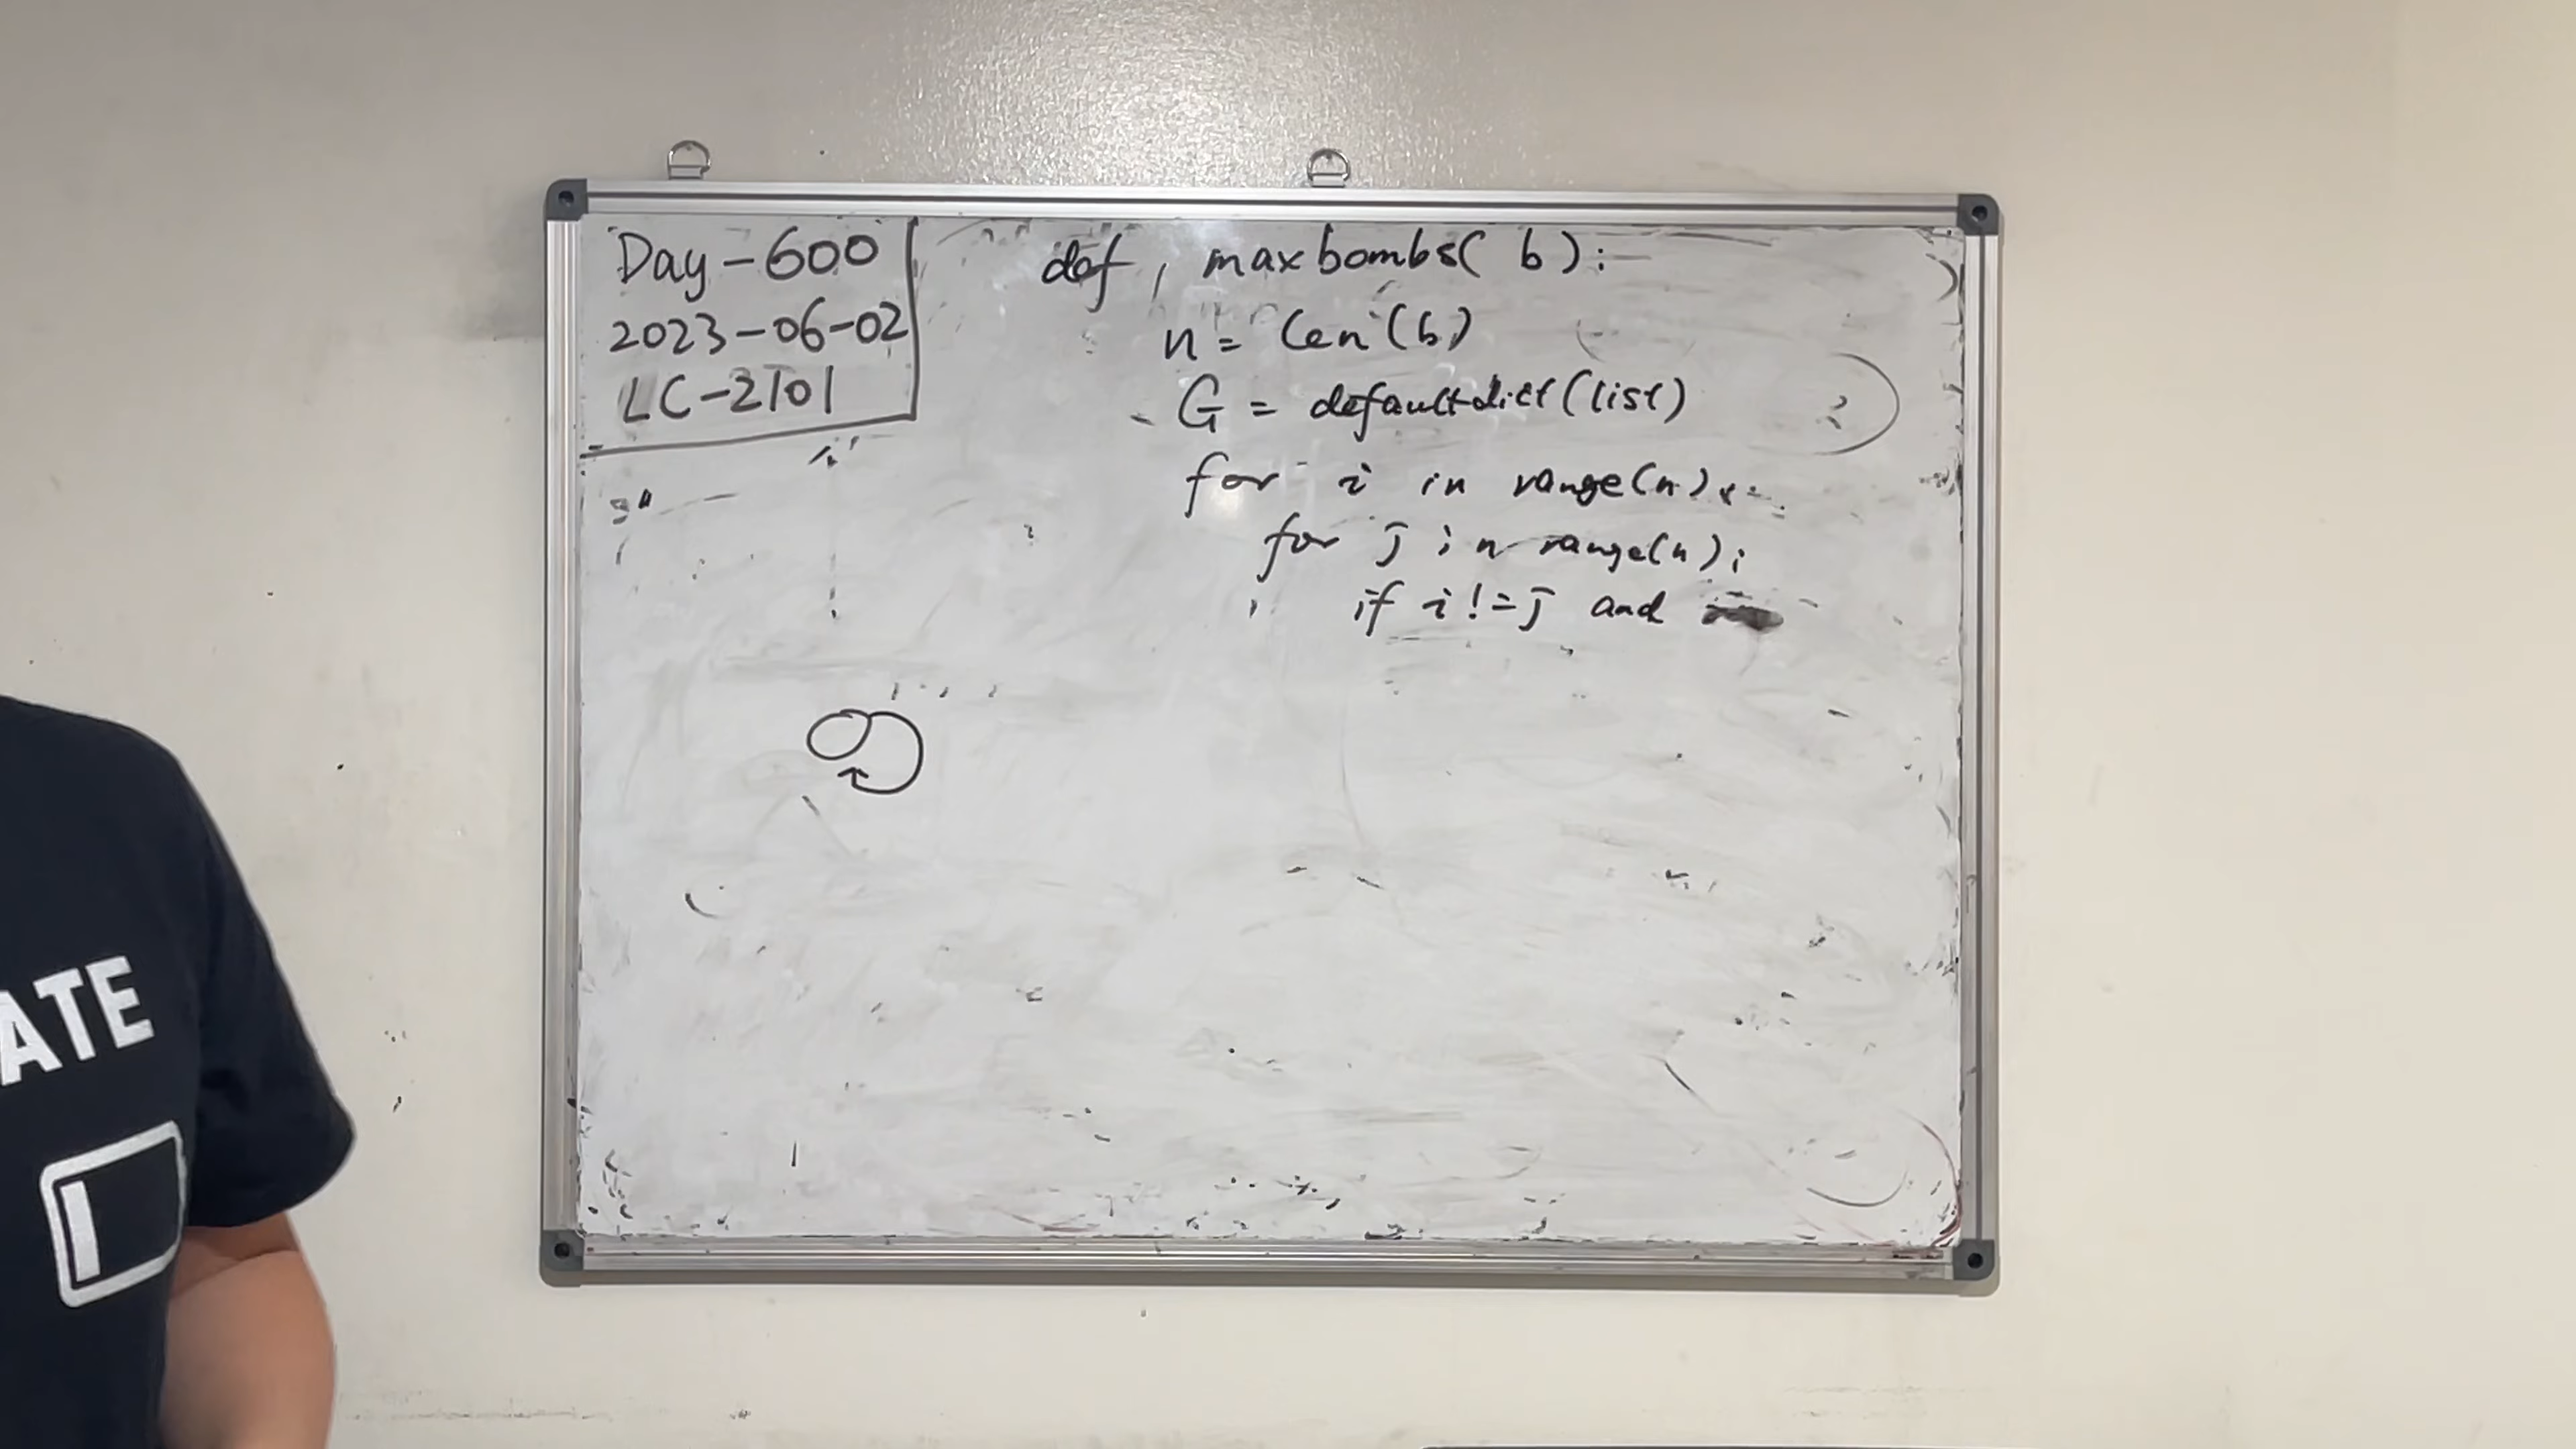 Day-600
2023-06-02
LC-2101
def maxbombs( b ):
n = len(b)
G = defaultdict(list)
for i in range(n):
for j in range(n):
if i != j and
ATE